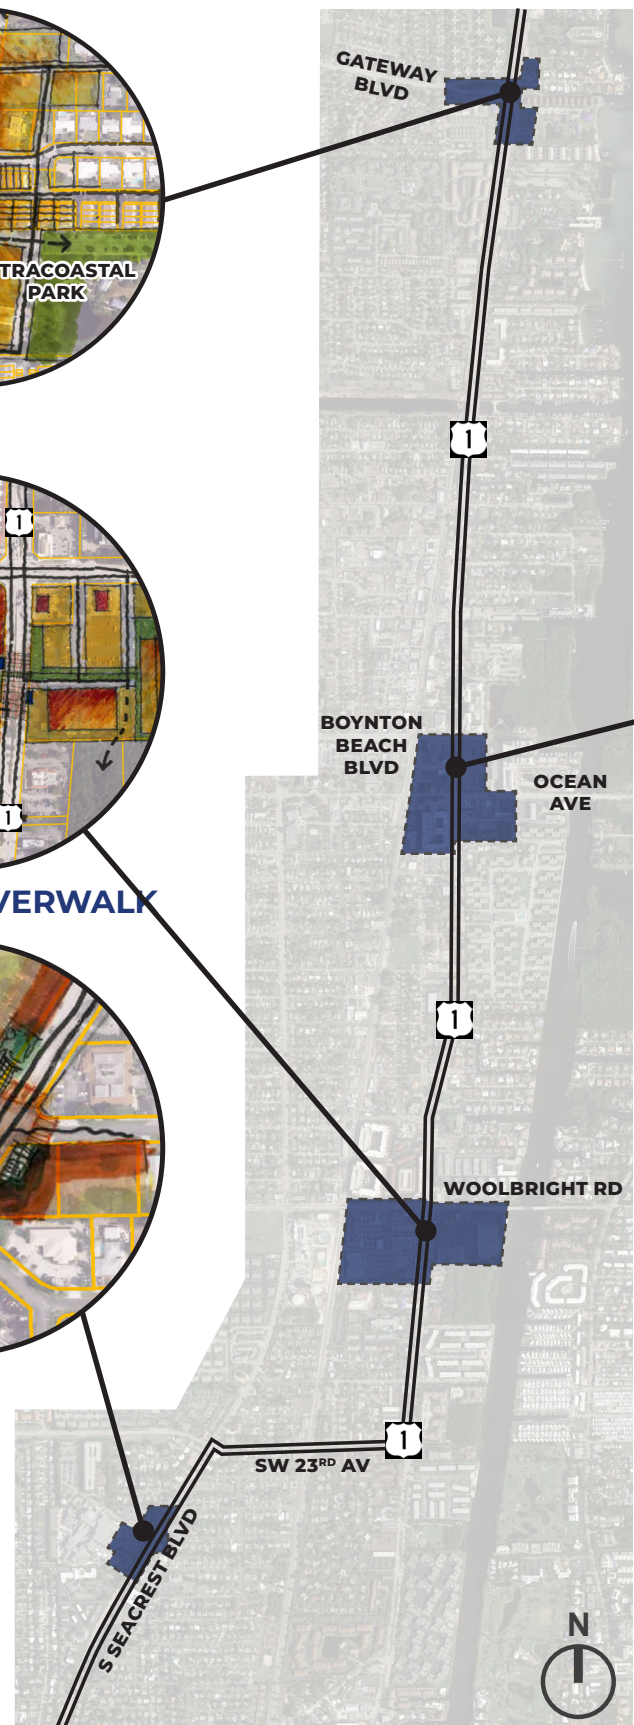 GATEWAY
BLVD
TRACOASTAL
PARK
1
1
BOYNTON
BEACH
BLVD
OCEAN
AVE
1
VERWALK
1
WOOLBRIGHT RD
1
SW 23RD AV
S SEACREST BLVD
N